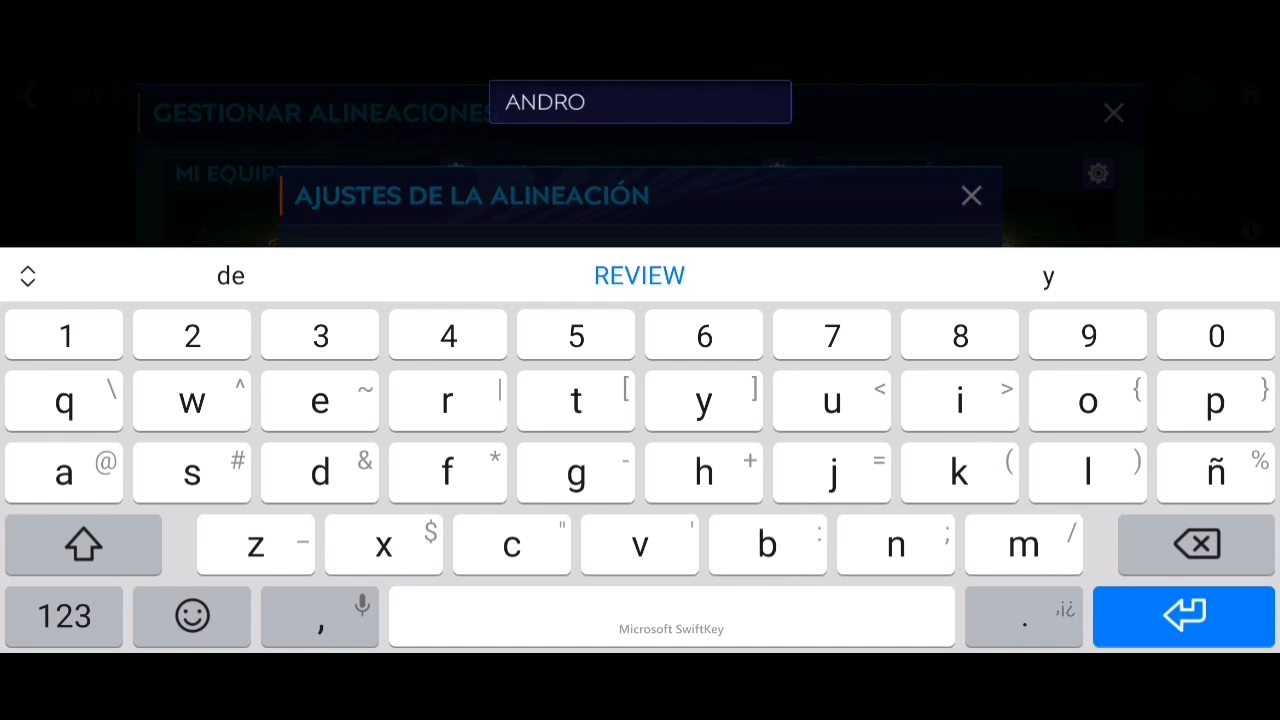 ANDRO
GESTIONAR ALINEACIONES
MI EQUIPO
AJUSTES DE LA ALINEACIÓN
de REVIEW y
1 2 3 4 5 6 7 8 9 0
q \ w ^ e ~ r | t [ y ] u < i > o { p }
a @ s # d & f * g - h + j = k ( l ) ñ %
z _ x $ c " v ' b : n ; m /
123 , Microsoft SwiftKey . ,¡¿